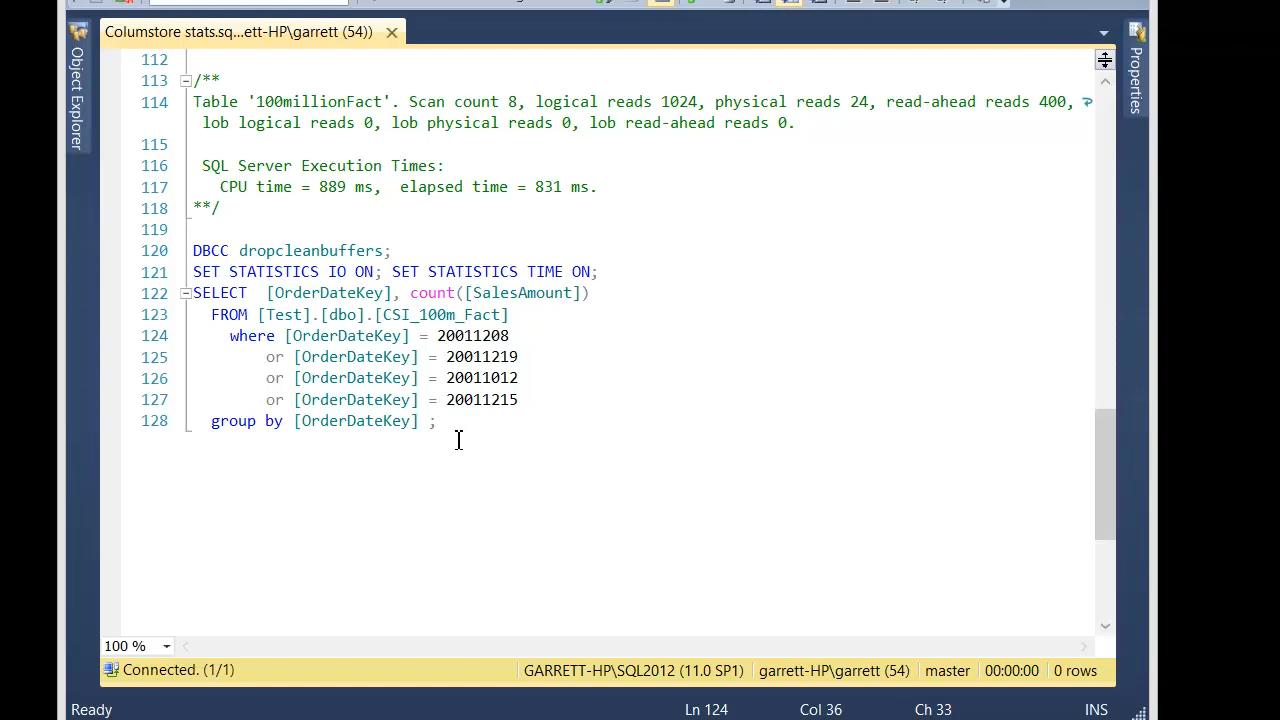 Columstore stats.sq...ett-HP\garrett (54))
Object Explorer
Properties
112
113 /**
114 Table '100millionFact'. Scan count 8, logical reads 1024, physical reads 24, read-ahead reads 400,
lob logical reads 0, lob physical reads 0, lob read-ahead reads 0.
115
116 SQL Server Execution Times:
117 CPU time = 889 ms,  elapsed time = 831 ms.
118 **/
119
120 DBCC dropcleanbuffers;
121 SET STATISTICS IO ON; SET STATISTICS TIME ON;
122 SELECT  [OrderDateKey], count([SalesAmount])
123 FROM [Test].[dbo].[CSI_100m_Fact]
124 where [OrderDateKey] = 20011208
125 or [OrderDateKey] = 20011219
126 or [OrderDateKey] = 20011012
127 or [OrderDateKey] = 20011215
128 group by [OrderDateKey] ;
100 %
Connected. (1/1) GARRETT-HP\SQL2012 (11.0 SP1) garrett-HP\garrett (54) master 00:00:00 0 rows
Ready Ln 124 Col 36 Ch 33 INS